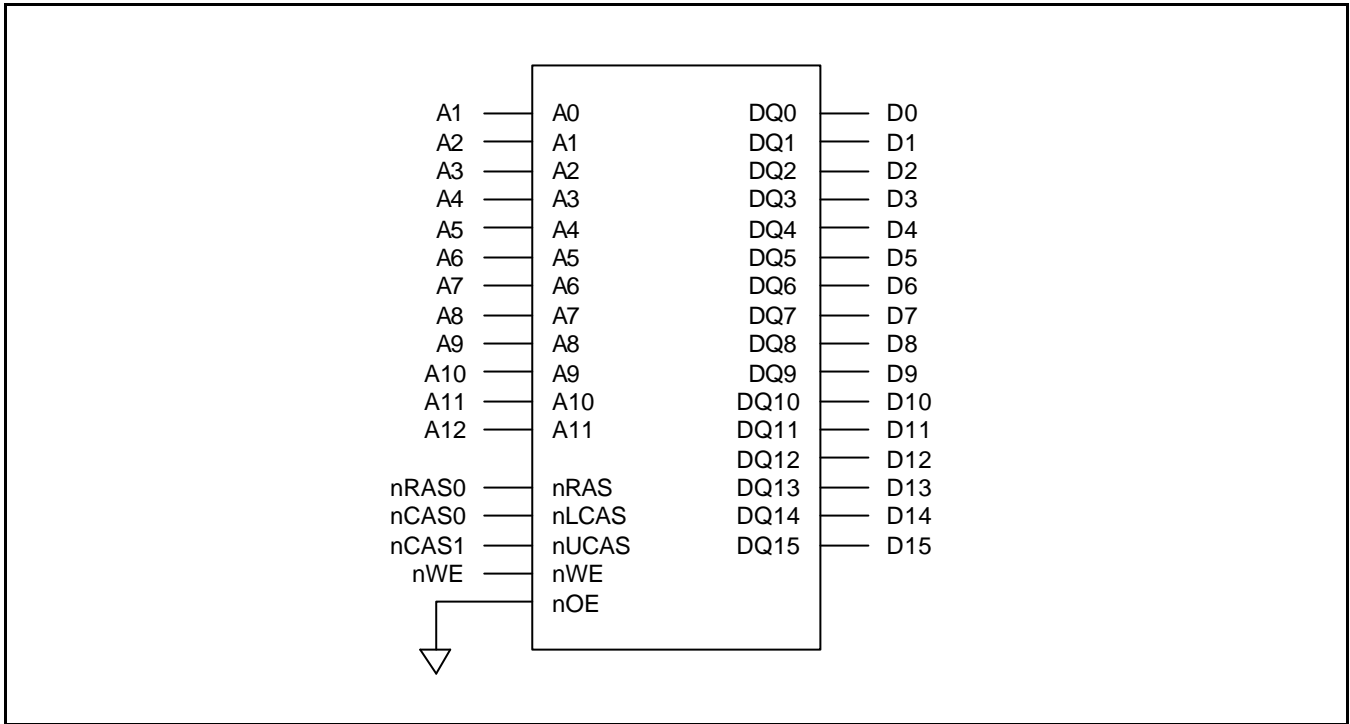 A1 A0 DQ0 D0
A2 A1 DQ1 D1
A3 A2 DQ2 D2
A4 A3 DQ3 D3
A5 A4 DQ4 D4
A6 A5 DQ5 D5
A7 A6 DQ6 D6
A8 A7 DQ7 D7
A9 A8 DQ8 D8
A10 A9 DQ9 D9
A11 A10 DQ10 D10
A12 A11 DQ11 D11
DQ12 D12
nRAS0 nRAS DQ13 D13
nCAS0 nLCAS DQ14 D14
nCAS1 nUCAS DQ15 D15
nWE nWE
nOE